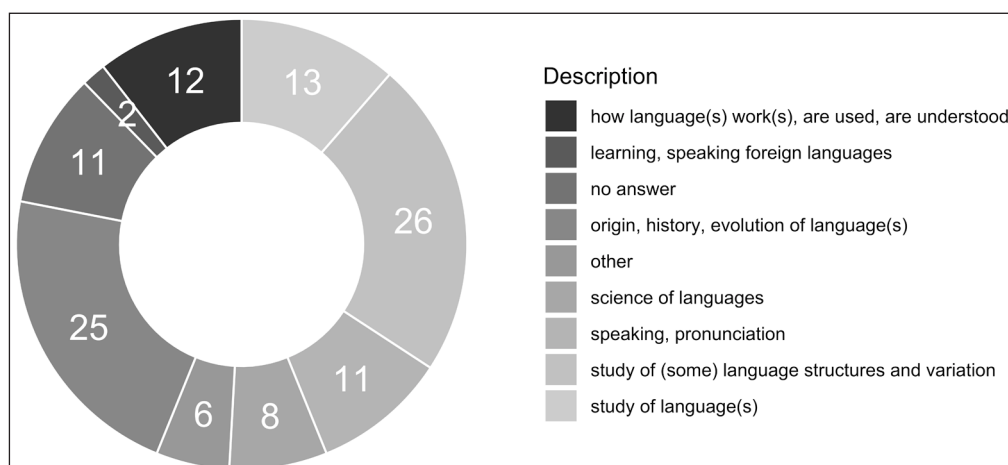 12
13
2
11
26
25
11
6
8
Description
how language(s) work(s), are used, are understood
learning, speaking foreign languages
no answer
origin, history, evolution of language(s)
other
science of languages
speaking, pronunciation
study of (some) language structures and variation
study of language(s)